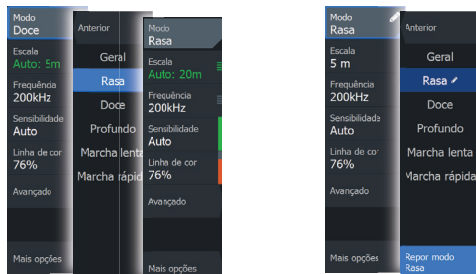 Modo
Doce
Escala
Auto: 5m
Frequência
200kHz
Sensibilidade
Auto
Linha de cor
76%
Avançado
Mais opções
Anterior
Geral
Rasa
Doce
Profundo
Marcha lenta
Marcha rápid
Modo
Rasa
Escala
Auto: 20m
Frequência
200kHz
Sensibilidade
Auto
Linha de cor
76%
Avançado
Mais opções
Modo
Rasa
Escala
5 m
Frequência
200kHz
Sensibilidade
Auto
Linha de cor
76%
Avançado
Mais opções
Anterior
Geral
Rasa
Doce
Profundo
Marcha lenta
Marcha rápida
Repor modo
Rasa